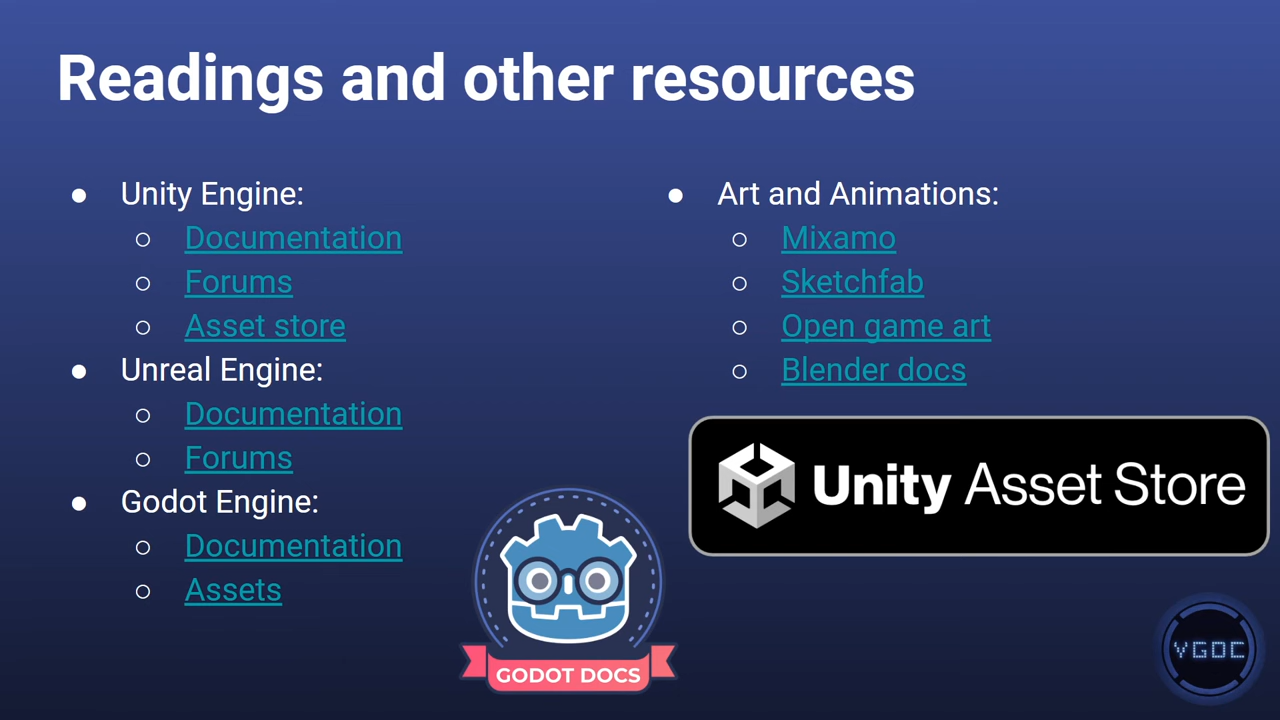 Readings and other resources
● Unity Engine:
○ Documentation
○ Forums
○ Asset store
● Unreal Engine:
○ Documentation
○ Forums
● Godot Engine:
○ Documentation
○ Assets
● Art and Animations:
○ Mixamo
○ Sketchfab
○ Open game art
○ Blender docs
Unity Asset Store
GODOT DOCS
VGDC